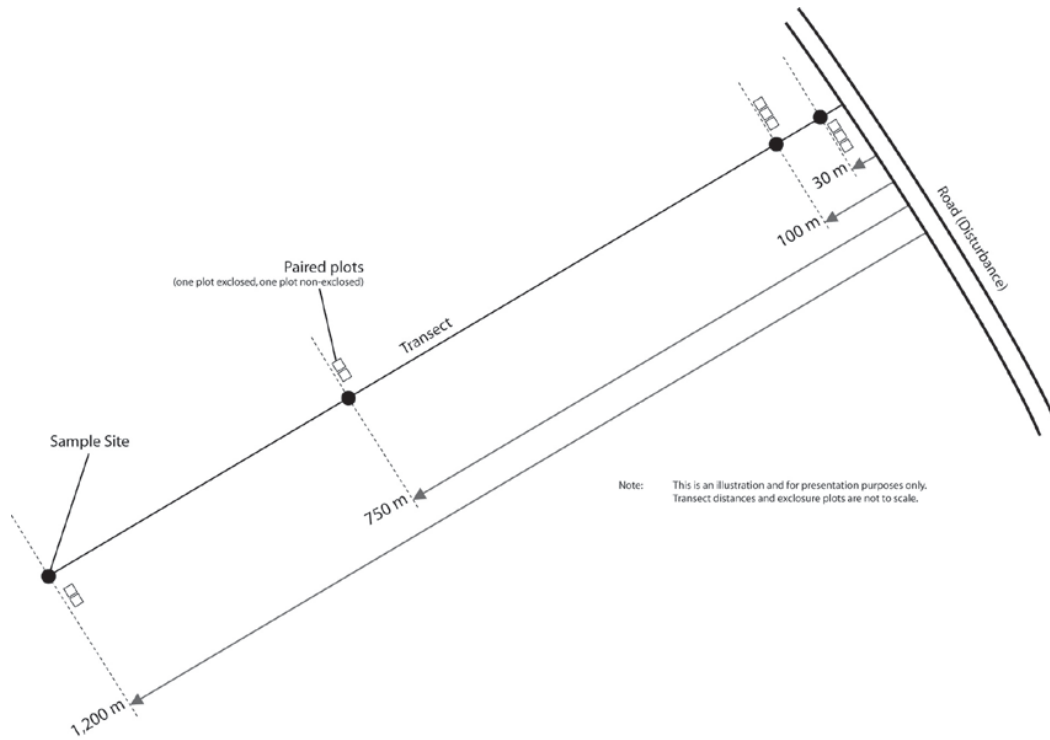 30 m
100 m
Road (Disturbance)
Paired plots
(one plot exclosed, one plot non-exclosed)
Transect
Sample Site
750 m
Note: This is an illustration and for presentation purposes only.
Transect distances and exclosure plots are not to scale.
1,200 m